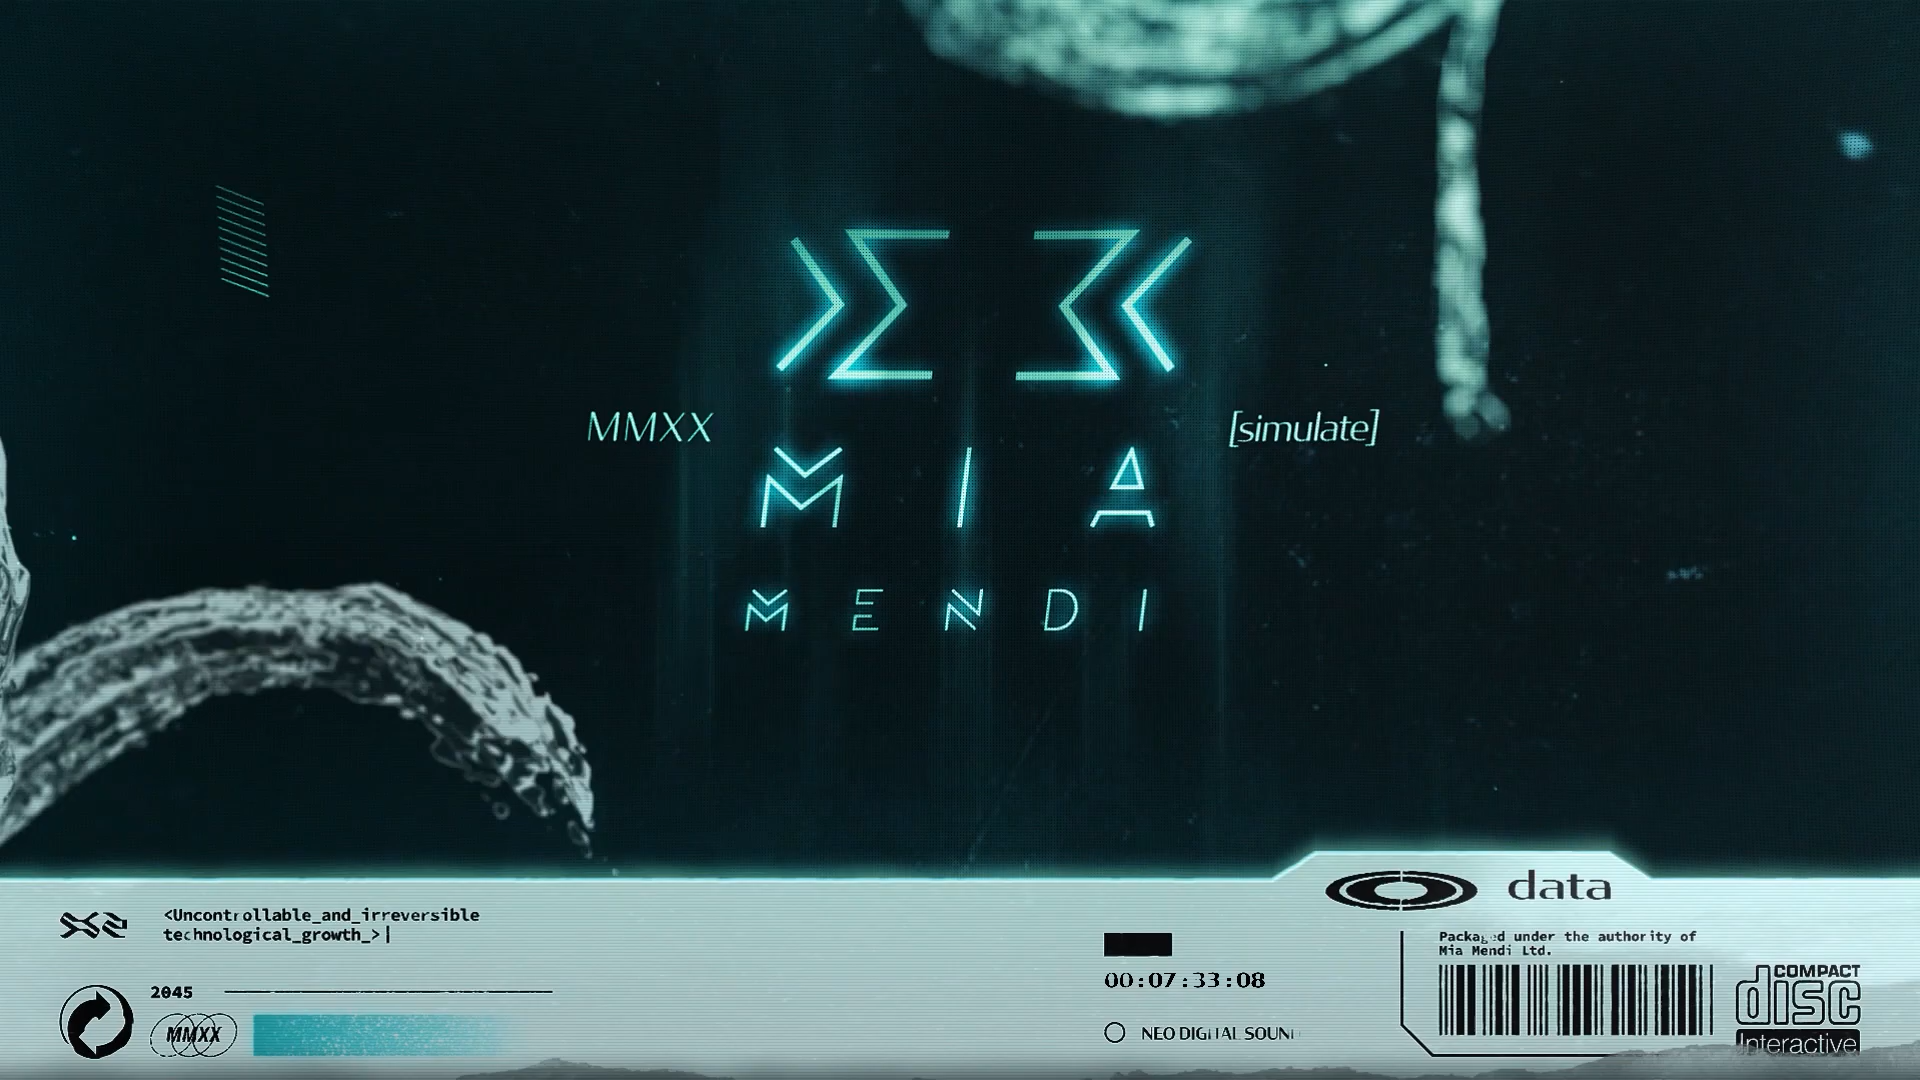 MMXX
[simulate]
MIA
MENDI
data
<Uncontrollable_and_irreversible
technological_growth_>|
Packaged under the authority of
Mia Mendi Ltd.
00:07:33:08
2045
MMXX
NEO DIGITAL SOUND
COMPACT
disc
Interactive